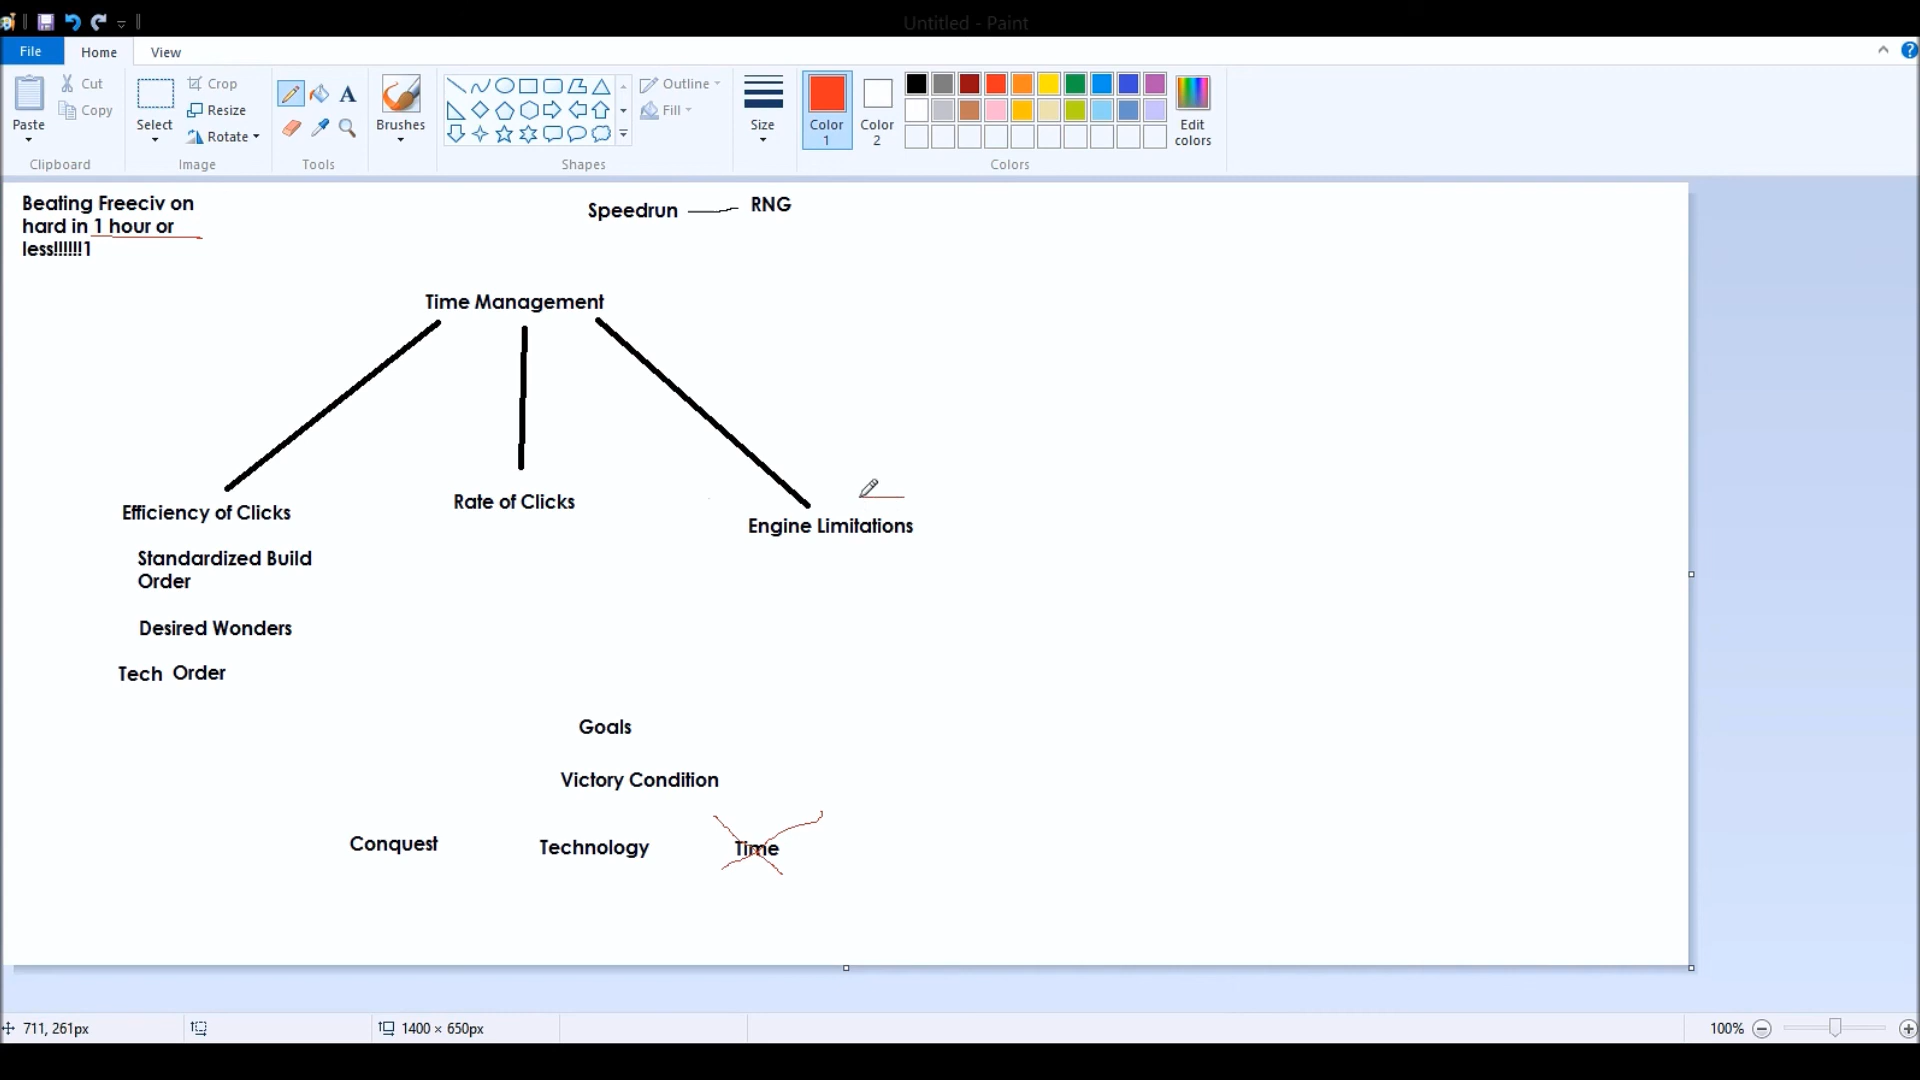 Untitled - Paint
File
Home
View
Paste
Cut
Copy
Clipboard
Select
Crop
Resize
Rotate
Image
A
Tools
Brushes
Outline
Fill
Shapes
Size
Color
1
Color
2
Edit
colors
Colors
Beating Freeciv on
hard in 1 hour or
less!!!!!!1
Speedrun
RNG
Time Management
Efficiency of Clicks
Rate of Clicks
Engine Limitations
Standardized Build
Order
Desired Wonders
Tech Order
Goals
Victory Condition
Conquest
Technology
Time
711, 261px
1400 × 650px
100%